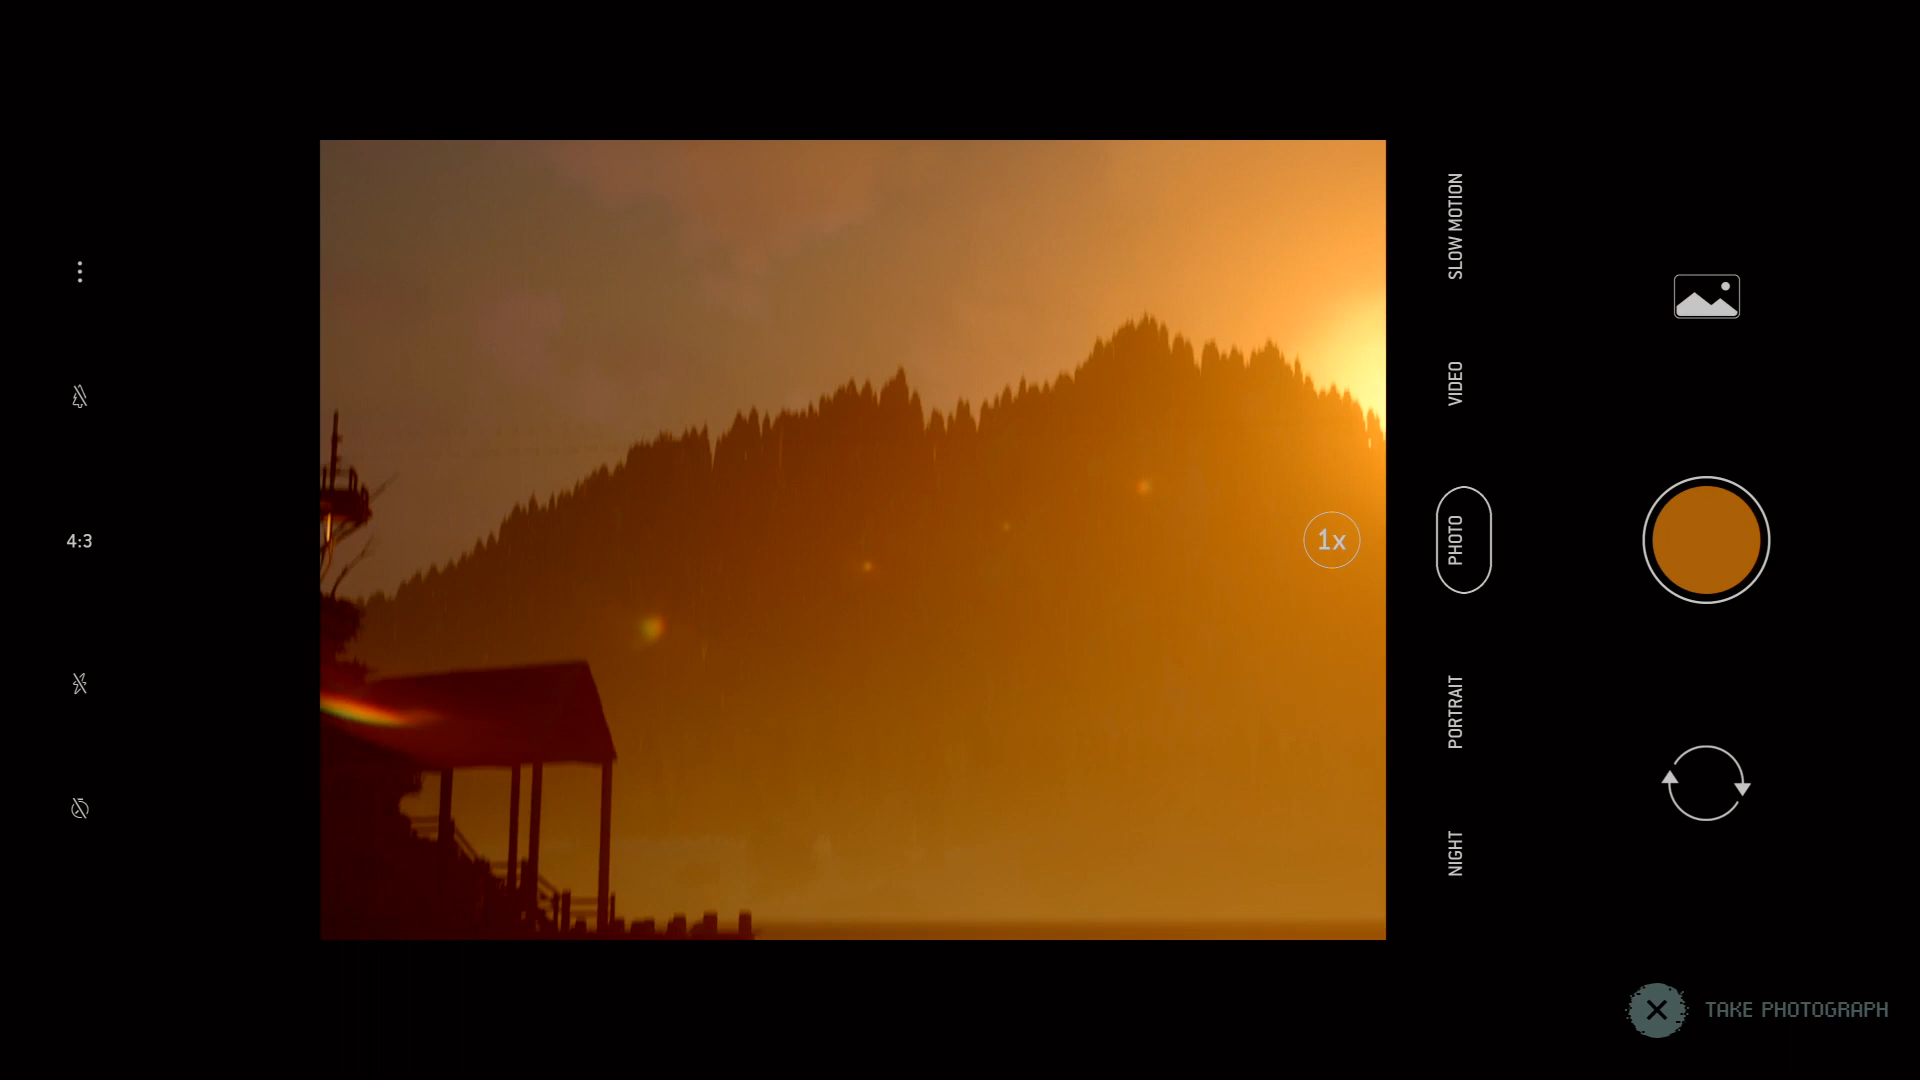 4:3
1x
SLOW MOTION
VIDEO
PHOTO
PORTRAIT
NIGHT
TAKE PHOTOGRAPH